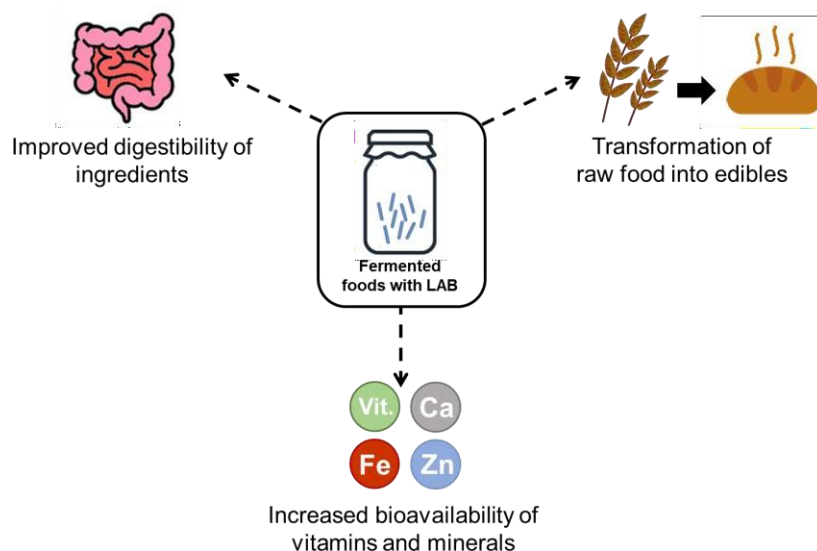 Improved digestibility of
ingredients
Transformation of
raw food into edibles
Fermented
foods with LAB
Vit. Ca
Fe Zn
Increased bioavailability of
vitamins and minerals